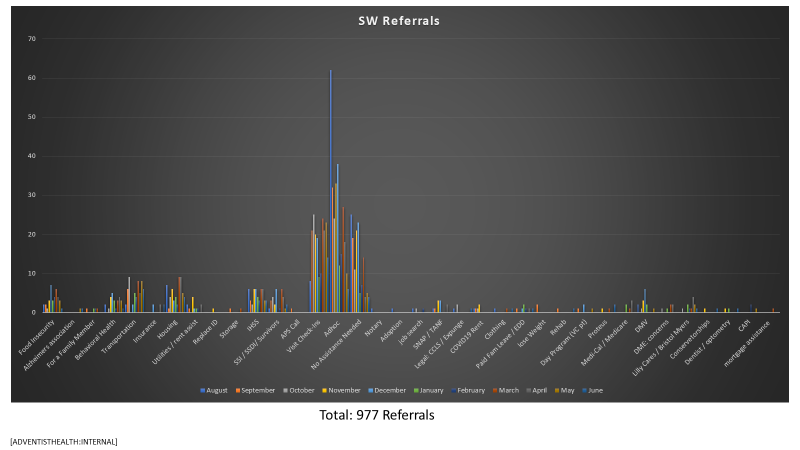 SW Referrals
70
60
50
40
30
20
10
0
Food insecurity
Alzheimers association
For a Family Member
Behavioral Health
Transportation
Insurance
Housing
Utilities / rent assist
Replace ID
Storage
IHSS
SSI / SSDI/ Survivors
APS Call
Visit Check-Ins
Adhoc
No Assistance Needed
Notary
Adoption
Job search
SNAP / TANF
Legal: CCLC / Expunge
COVID19 Rent
Clothing
Paid Fam Leave / EDD
lose Weight
Rehab
Day Program (VC pt)
Proteus
Medi-Cal / Medicare
DMV
DME: concerns
Lilly Cares / Bristol Myers
Conservertorships
Dentist / optometry
CAPI
mortgage assistance
August September October November December January February March April May June
Total: 977 Referrals
[ADVENTISTHEALTH:INTERNAL]